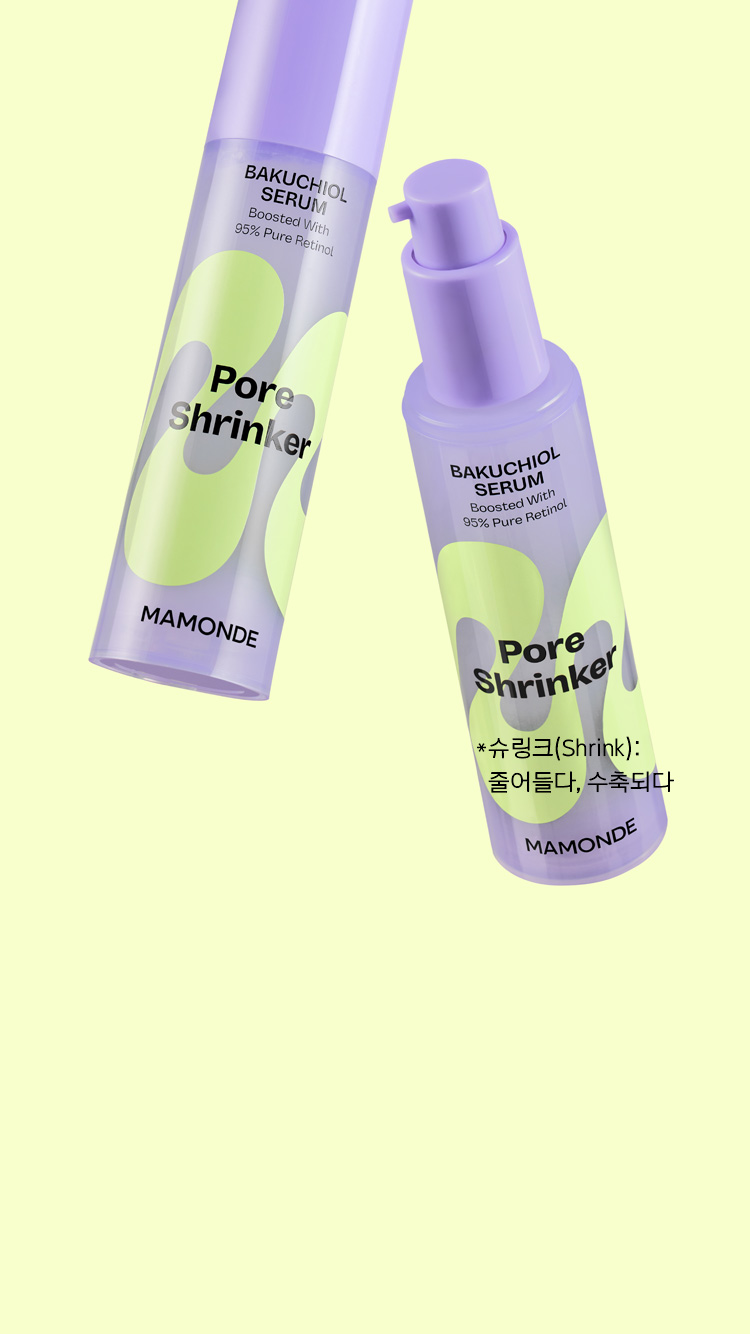 BAKUCHIOL
SERUM
Boosted With
95% Pure Retinol
Pore
Shrinker
MAMONDE
BAKUCHIOL
SERUM
Boosted With
95% Pure Retinol
Pore
Shrinker
*슈링크(Shrink):
줄어들다, 수축되다
MAMONDE